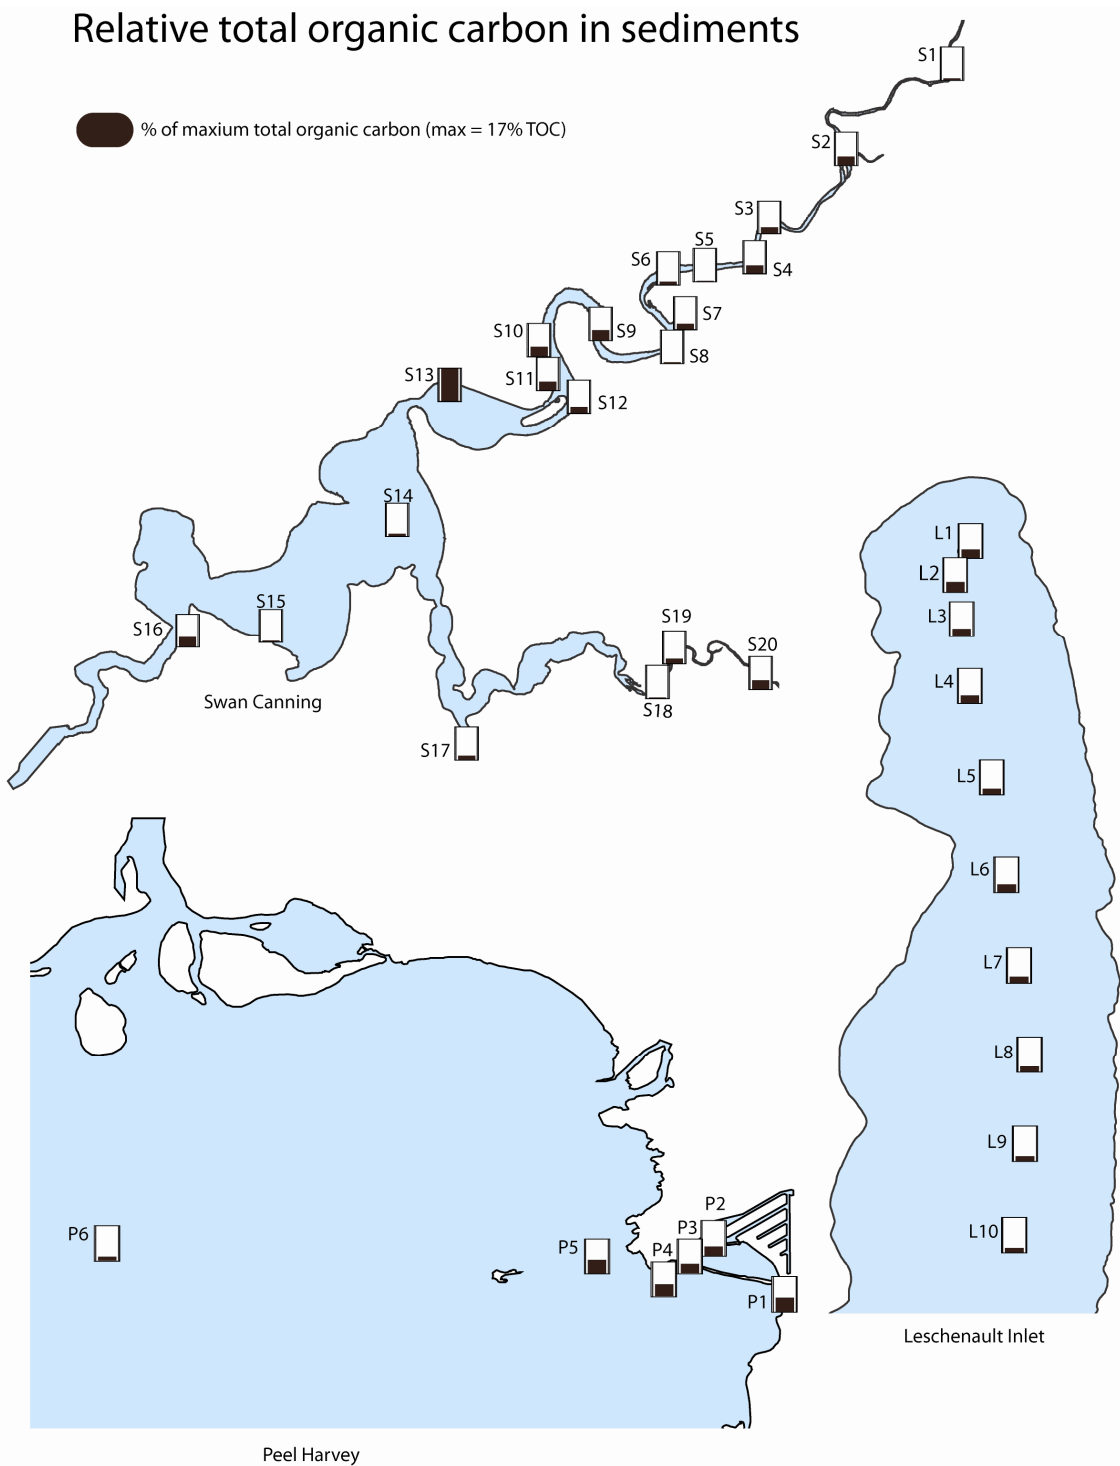 Relative total organic carbon in sediments
% of maxium total organic carbon (max = 17% TOC)
S1
S2
S3
S4
S5
S6
S7
S8
S9
S10
S11
S12
S13
S14
S15
S16
S17
S18
S19
S20
Swan Canning
L1
L2
L3
L4
L5
L6
L7
L8
L9
L10
Leschenault Inlet
P1
P2
P3
P4
P5
P6
Peel Harvey